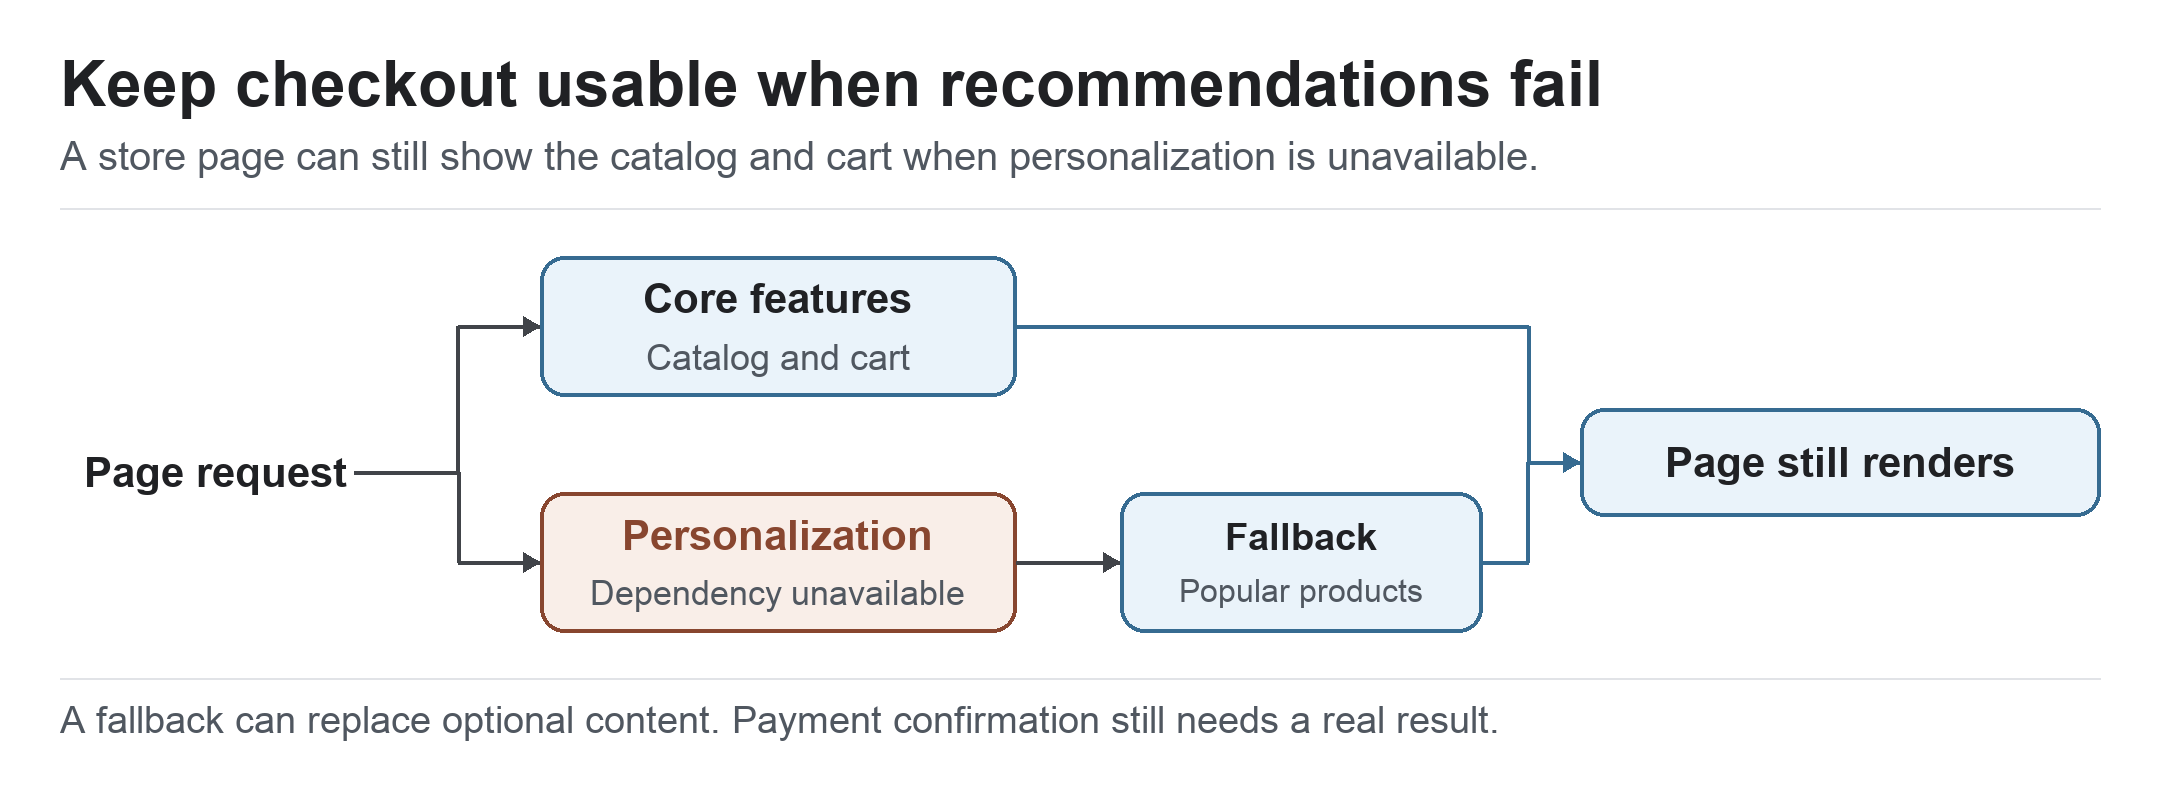 Keep checkout usable when recommendations fail
A store page can still show the catalog and cart when personalization is unavailable.
Core features
Catalog and cart
Page request
Page still renders
Personalization
Dependency unavailable
Fallback
Popular products
A fallback can replace optional content. Payment confirmation still needs a real result.